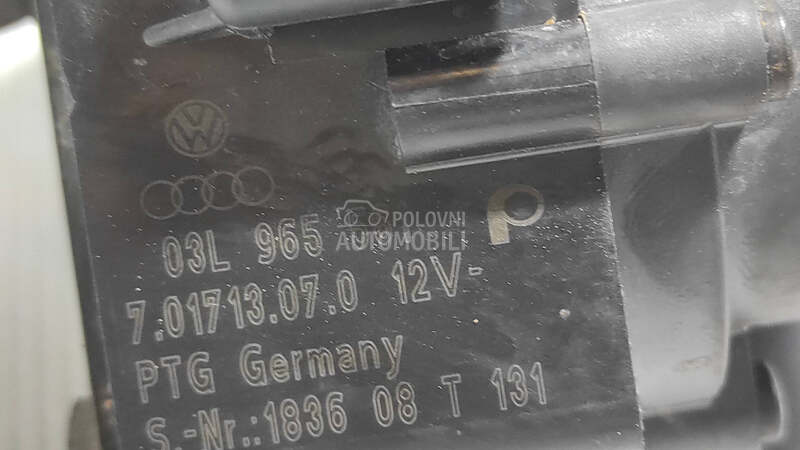 03L 965
POLOVNI
AUTOMOBILI
7.01713.07.0 12V-
PTG Germany
S.-Nr.:1836 08 T 131